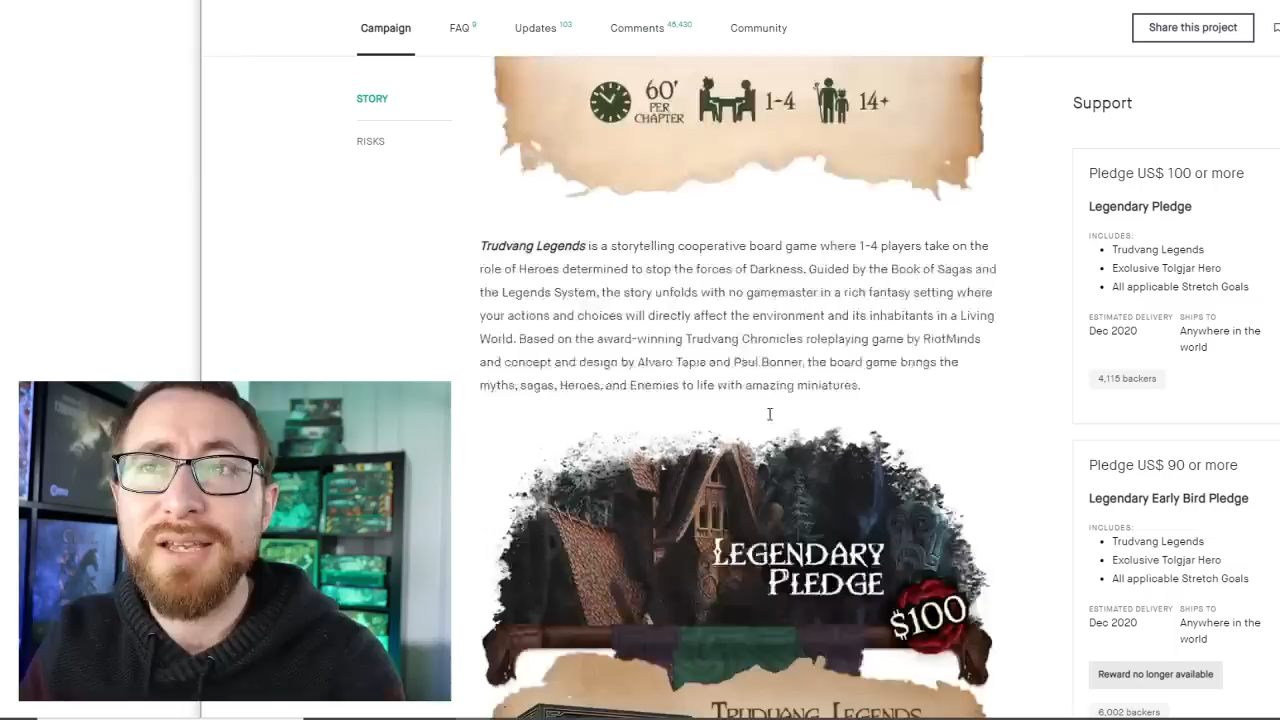 Campaign FAQ 9 Updates 103 Comments 45,430 Community Share this project
STORY
RISKS
60'
PER
CHAPTER
1-4
14+
Trudvang Legends is a storytelling cooperative board game where 1-4 players take on the
role of Heroes determined to stop the forces of Darkness. Guided by the Book of Sagas and
the Legends System, the story unfolds with no gamemaster in a rich fantasy setting where
your actions and choices will directly affect the environment and its inhabitants in a Living
World. Based on the award-winning Trudvang Chronicles roleplaying game by RiotMinds
and concept and design by Alvaro Tapia and Paul Bonner, the board game brings the
myths, sagas, Heroes, and Enemies to life with amazing miniatures.
LEGENDARY
PLEDGE
$100
TRUDVANG LEGENDS
Support
Pledge US$ 100 or more
Legendary Pledge
INCLUDES:
• Trudvang Legends
• Exclusive Tolgjar Hero
• All applicable Stretch Goals
ESTIMATED DELIVERY SHIPS TO
Dec 2020 Anywhere in the
world
4,115 backers
Pledge US$ 90 or more
Legendary Early Bird Pledge
INCLUDES:
• Trudvang Legends
• Exclusive Tolgjar Hero
• All applicable Stretch Goals
ESTIMATED DELIVERY SHIPS TO
Dec 2020 Anywhere in the
world
Reward no longer available
6,002 backers